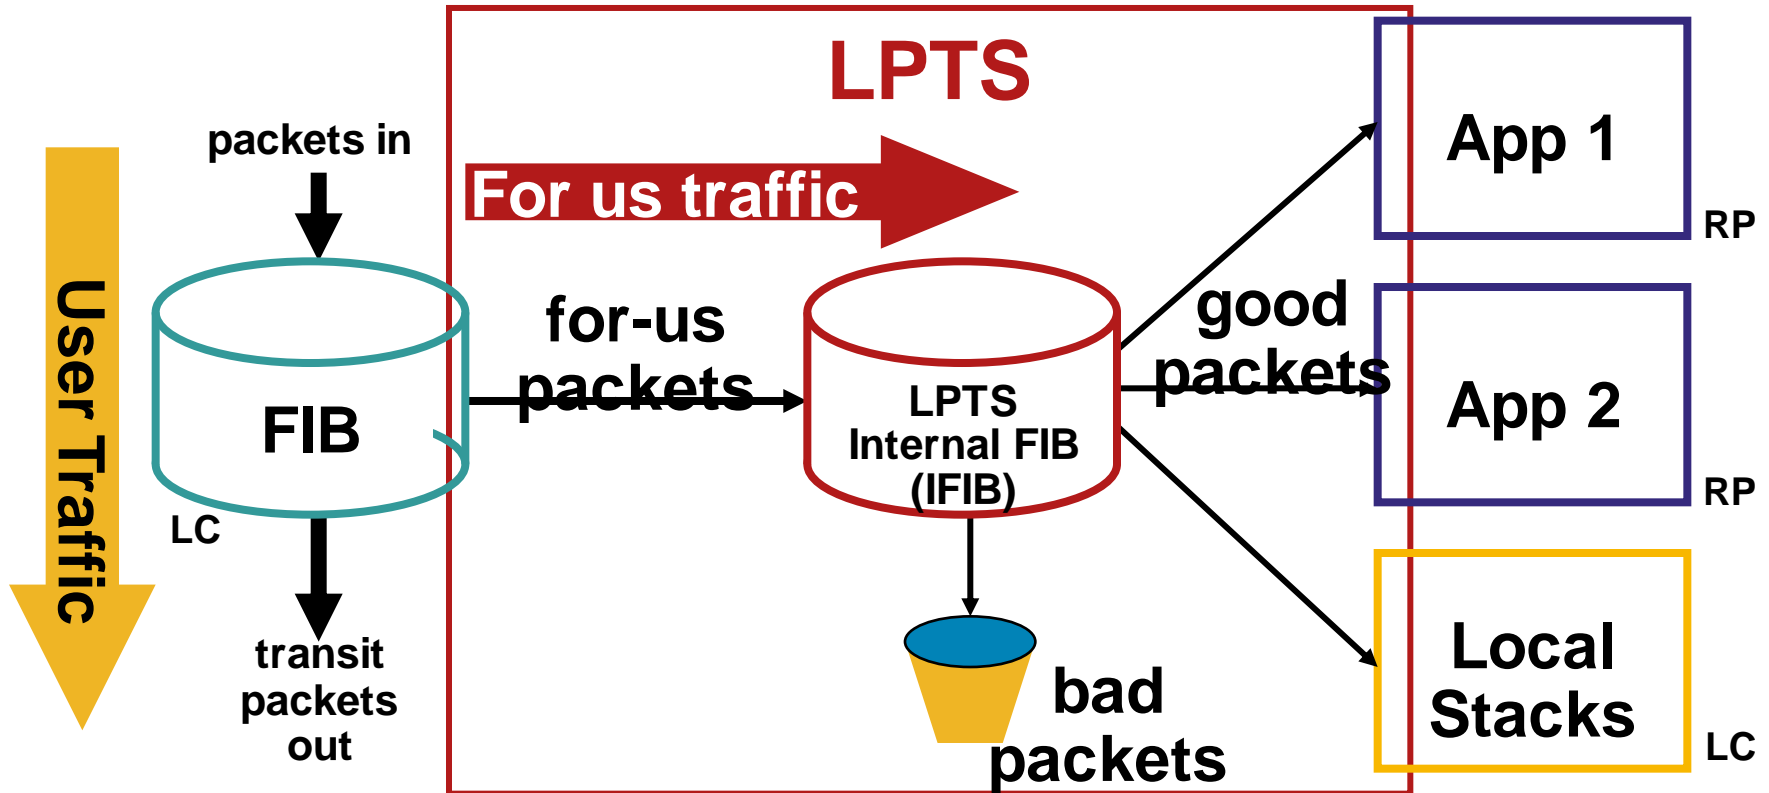 LPTS
packets in
For us traffic
App 1
RP
User Traffic
for-us
packets
good
packets
FIB
LC
LPTS
Internal FIB
(IFIB)
App 2
RP
transit
packets
out
bad
packets
Local
Stacks
LC